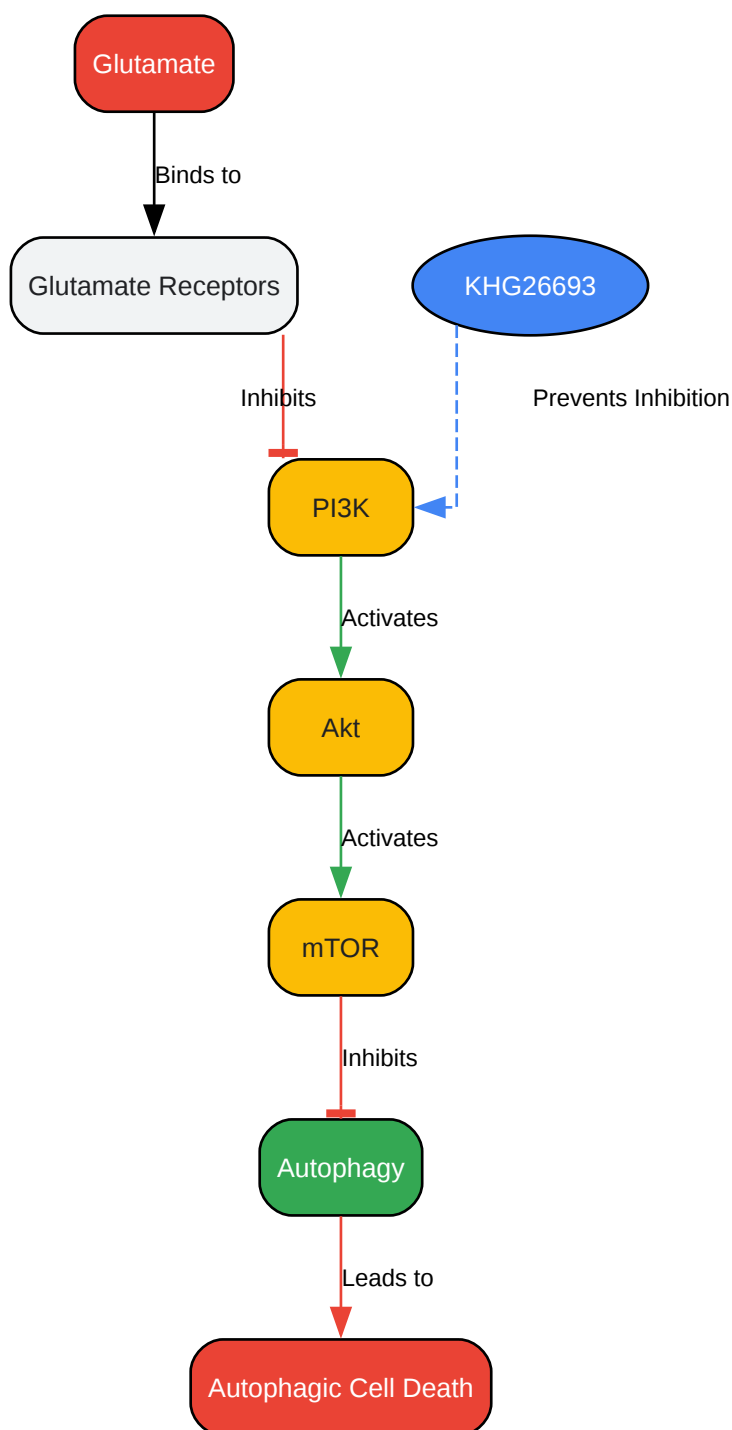 Glutamate
Binds to
Glutamate Receptors
KHG26693
Inhibits
Prevents Inhibition
PI3K
Activates
Akt
Activates
mTOR
Inhibits
Autophagy
Leads to
Autophagic Cell Death